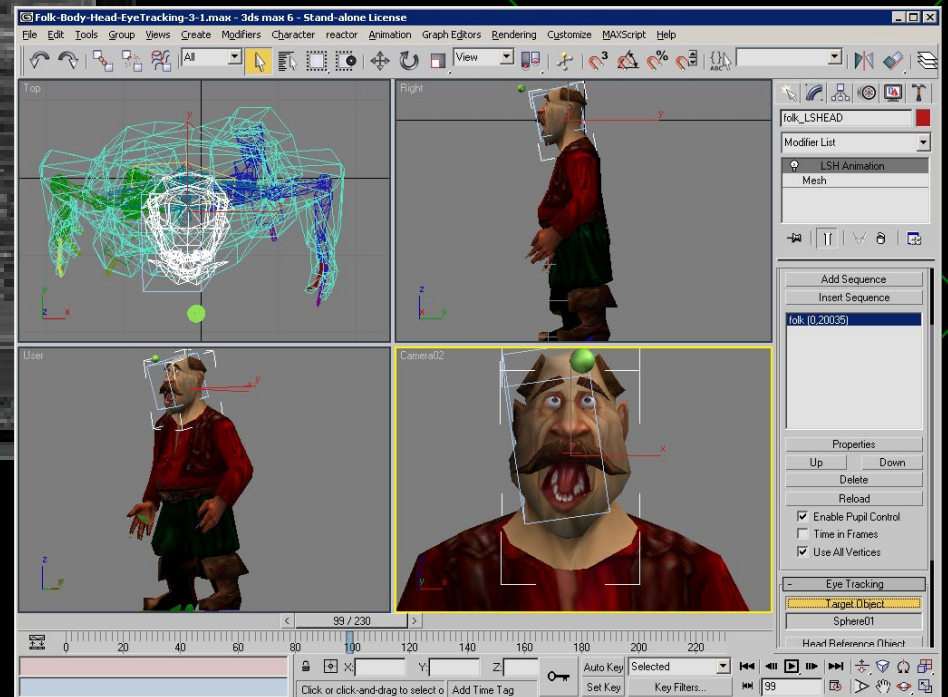 Folk-Body-Head-EyeTracking-3-1.max - 3ds max 6 - Stand-alone License
File Edit Tools Group Views Create Modifiers Character reactor Animation Graph Editors Rendering Customize MAXScript Help
All View ABC
Top Right
y
x
z
folk_LSHEAD
Modifier List
LSH Animation
Mesh
Add Sequence
Insert Sequence
folk (0,20035)
User Camera02
Properties
Up Down
Delete
Reload
Enable Pupil Control
Time in Frames
Use All Vertices
- Eye Tracking
Target Object
Sphere01
Head Reference Object
< 99 / 230 >
0 20 40 60 80 100 120 140 160 180 200 220
X: Y: Z: Auto Key Selected
Click or click-and-drag to select o Add Time Tag Set Key Key Filters... 99